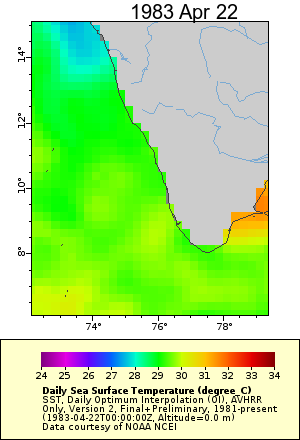 1983 Apr 22
14°
12°
10°
8°
74°
76°
78°
24 25 26 27 28 29 30 31 32 33 34
Daily Sea Surface Temperature (degree_C)
SST, Daily Optimum Interpolation (OI), AVHRR
Only, Version 2, Final+Preliminary, 1981-present
(1983-04-22T00:00:00Z, Altitude=0.0 m)
Data courtesy of NOAA NCEI